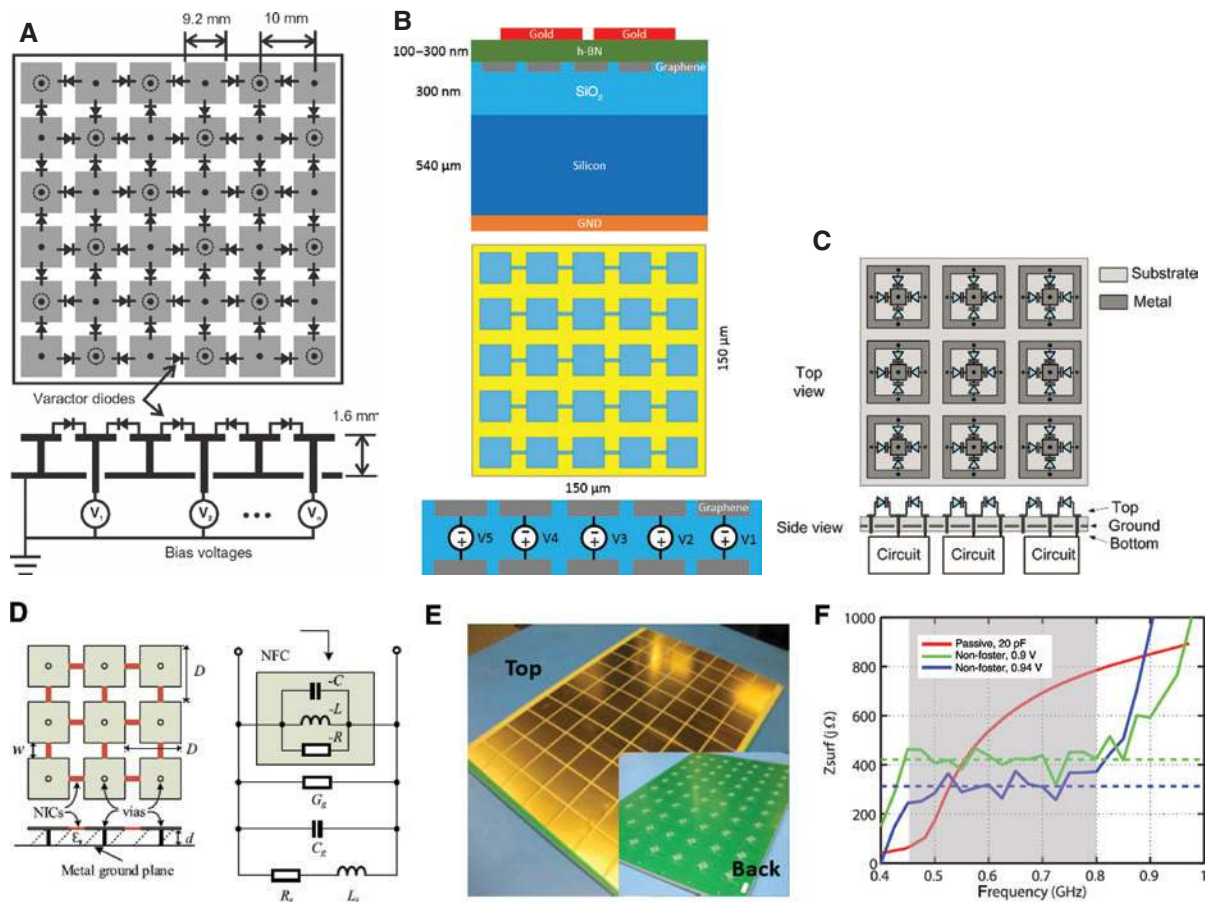 A
9.2 mm
10 mm
Varactor diodes
1.6 mm
V₁
V₂
Vₙ
Bias voltages
B
Gold
Gold
100–300 nm
h-BN
Graphene
300 nm
SiO₂
540 µm
Silicon
GND
150 µm
150 µm
Graphene
V5
V4
V3
V2
V1
C
Substrate
Metal
Top view
Side view
Top
Ground
Bottom
Circuit
Circuit
Circuit
D
D
w
D
NICs
vias
εr
d
Metal ground plane
NFC
-C
-L
-R
Gg
Cg
Rs
Ls
E
Top
Back
F
Zsurf (j Ω)
1000
800
600
400
200
0
Passive, 20 pF
Non-foster, 0.9 V
Non-foster, 0.94 V
0.4
0.5
0.6
0.7
0.8
0.9
1
Frequency (GHz)